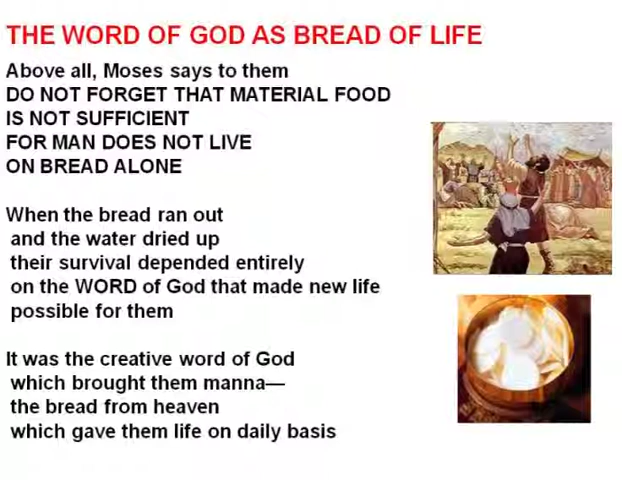 THE WORD OF GOD AS BREAD OF LIFE
Above all, Moses says to them
DO NOT FORGET THAT MATERIAL FOOD
IS NOT SUFFICIENT
FOR MAN DOES NOT LIVE
ON BREAD ALONE
When the bread ran out
and the water dried up
their survival depended entirely
on the WORD of God that made new life
possible for them
It was the creative word of God
which brought them manna—
the bread from heaven
which gave them life on daily basis